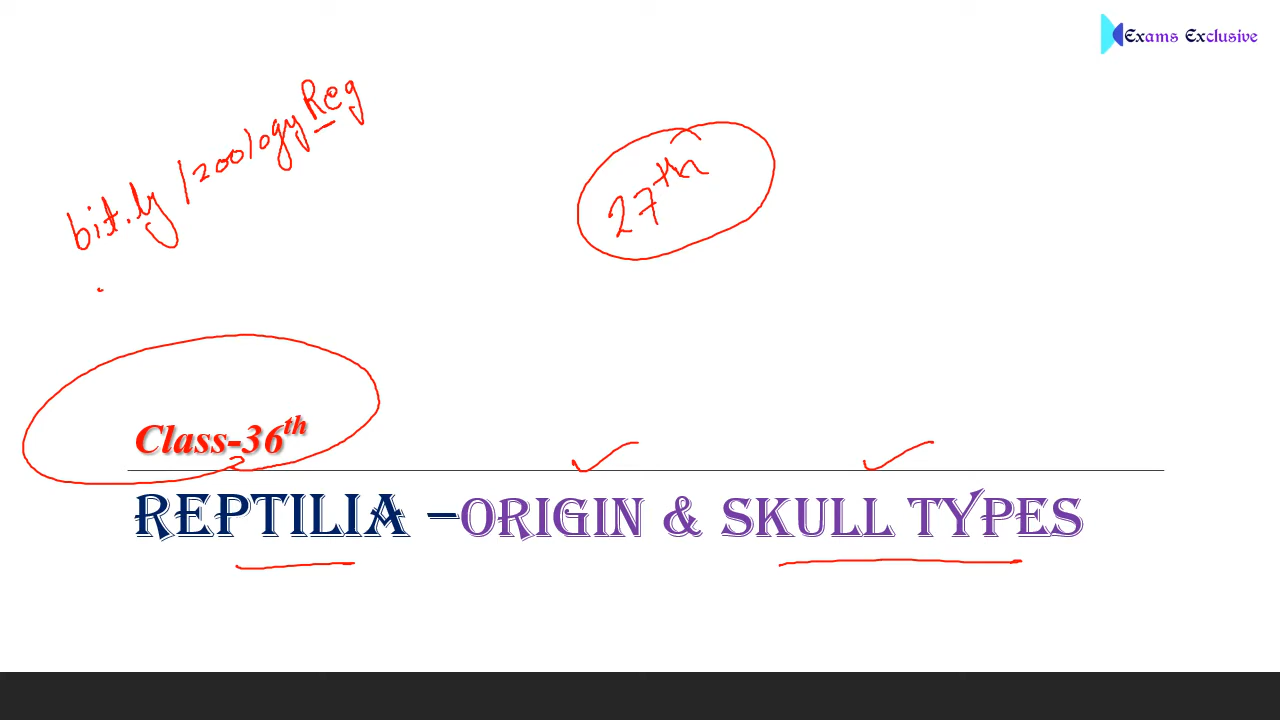 Exams Exclusive
bit.ly/zoologyReg
27th
Class-36th
REPTILIA –ORIGIN & SKULL TYPES